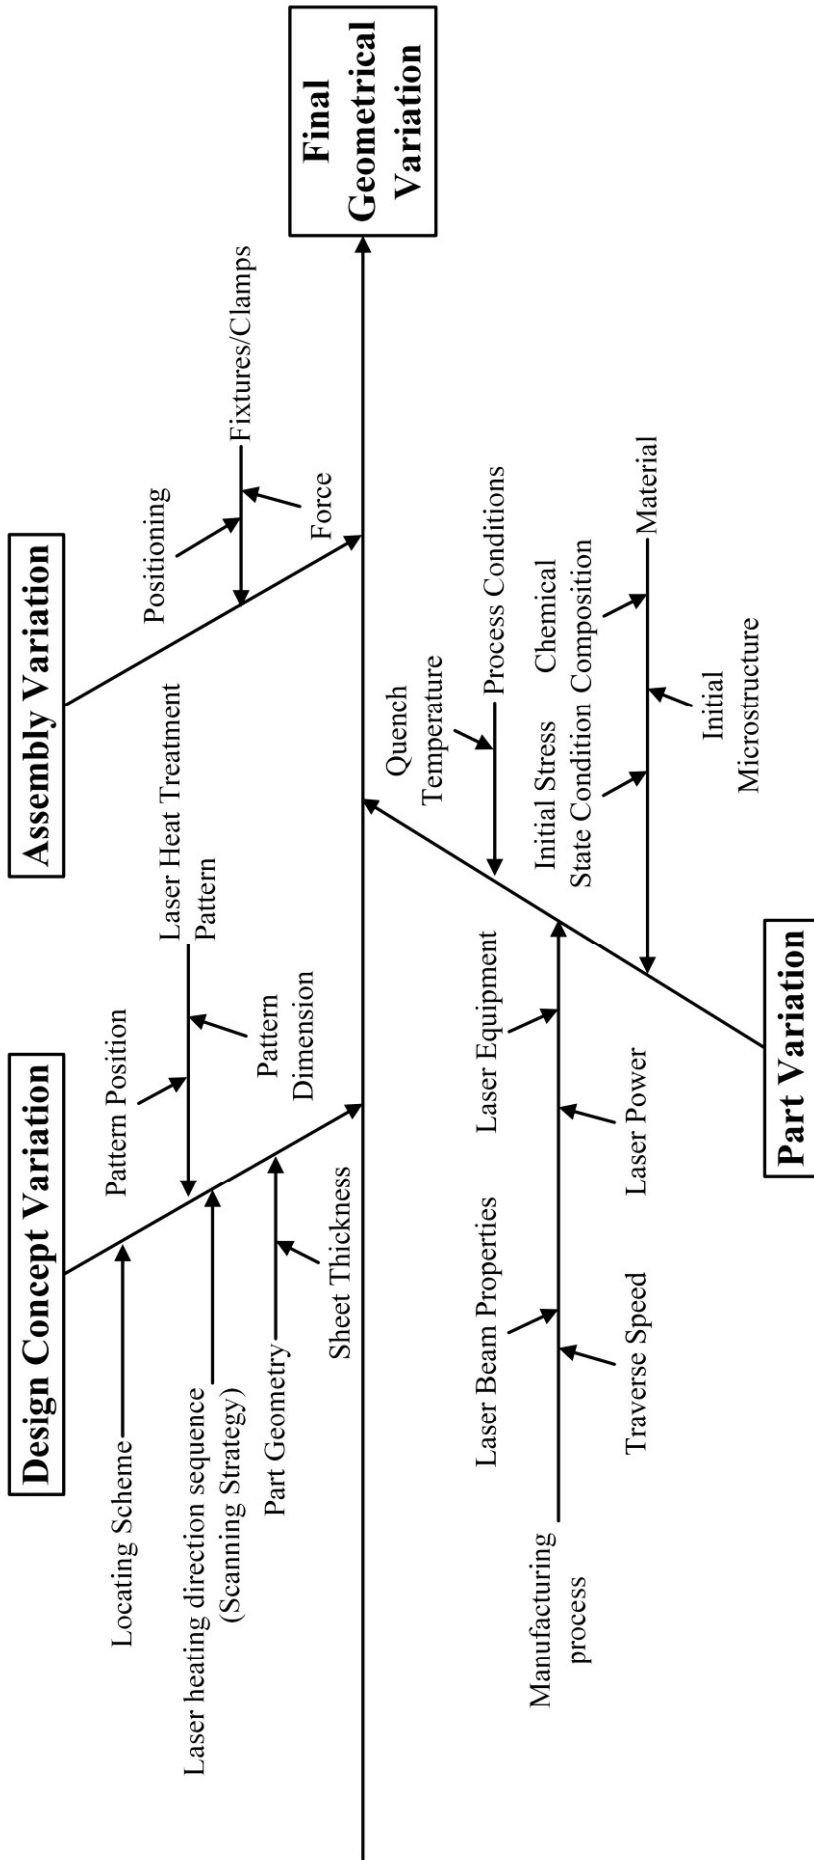 Design Concept Variation
Assembly Variation
Locating Scheme
Pattern Position
Laser Heat Treatment
Pattern
Positioning
Fixtures/Clamps
Laser heating direction sequence
(Scanning Strategy)
Pattern
Dimension
Force
Part Geometry
Sheet Thickness
Final
Geometrical
Variation
Quench
Temperature
Process Conditions
Laser Beam Properties
Laser Equipment
Initial Stress
State Condition
Chemical
Composition
Manufacturing
process
Traverse Speed
Laser Power
Material
Initial
Microstructure
Part Variation